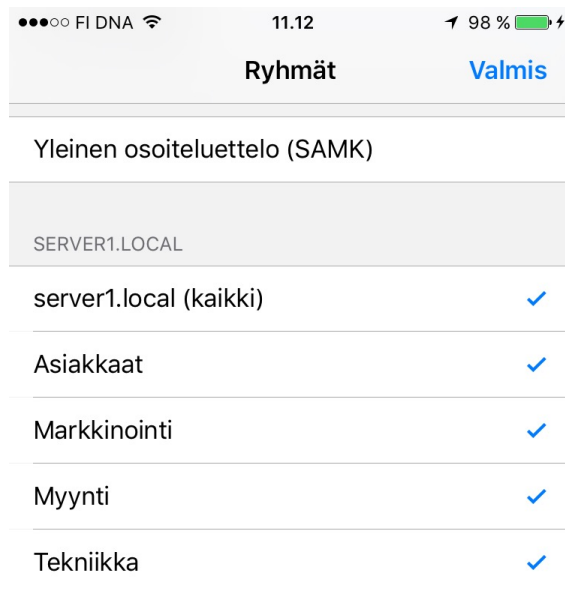 ●●●○○ FI DNA 11.12 98 %
Ryhmät Valmis
Yleinen osoiteluettelo (SAMK)
SERVER1.LOCAL
server1.local (kaikki)
Asiakkaat
Markkinointi
Myynti
Tekniikka